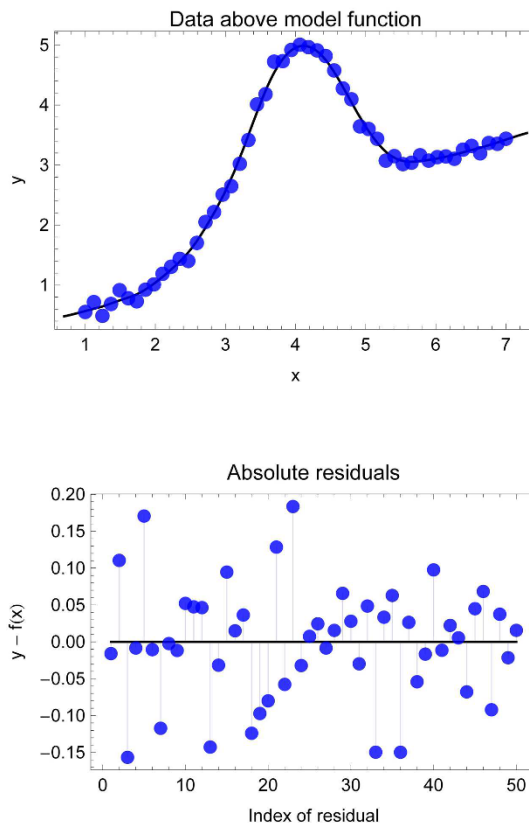 Data above model function
5
4
3
2
1
y
1 2 3 4 5 6 7
x
Absolute residuals
0.20
0.15
0.10
0.05
0.00
−0.05
−0.10
−0.15
y − f(x)
0 10 20 30 40 50
Index of residual